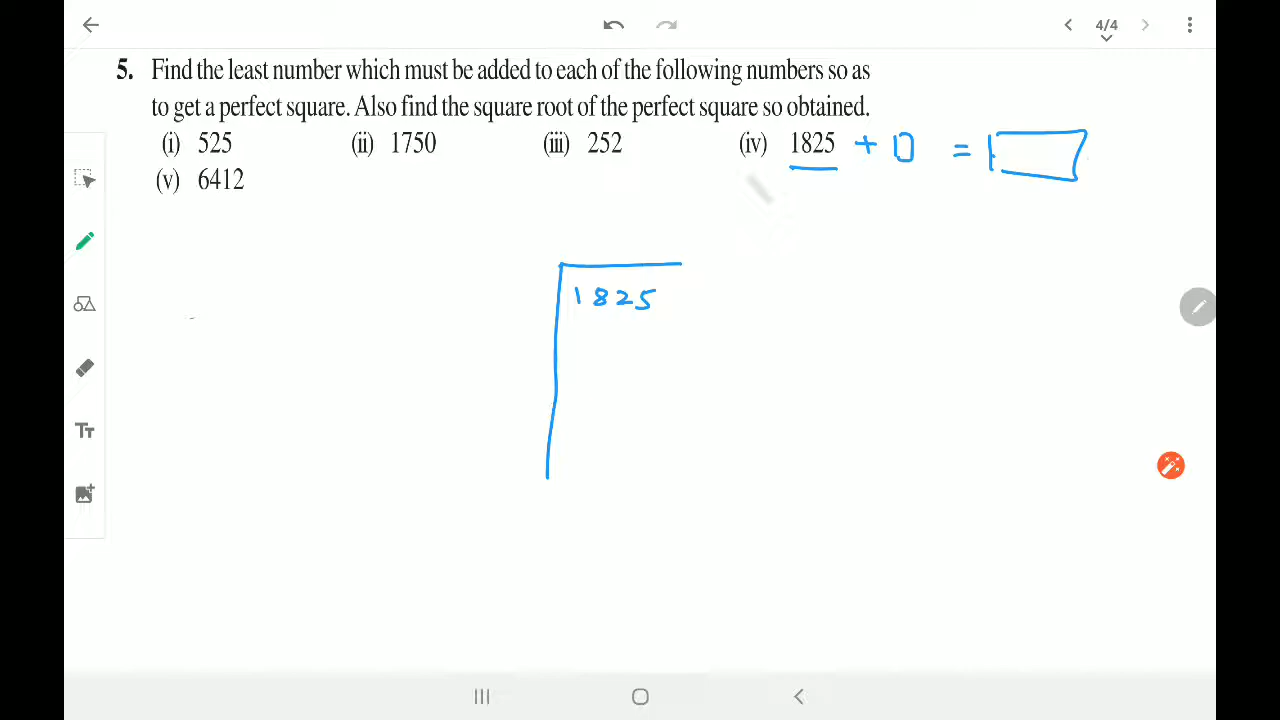 4/4
5. Find the least number which must be added to each of the following numbers so as
to get a perfect square. Also find the square root of the perfect square so obtained.
(i) 525 (ii) 1750 (iii) 252 (iv) 1825 + =
(v) 6412
1825
Tт